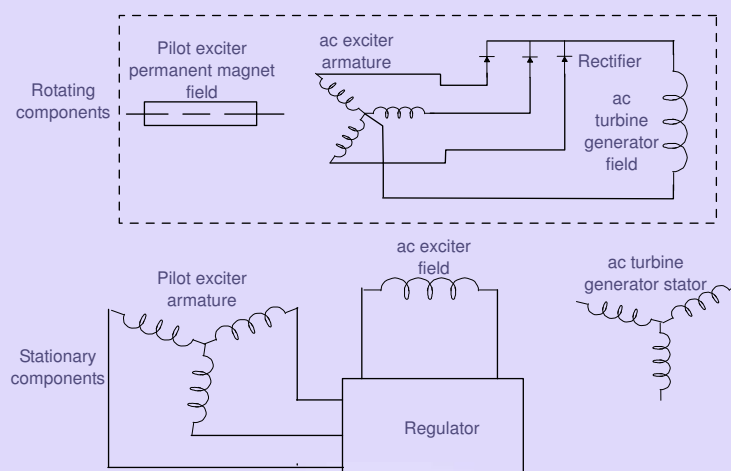 Pilot exciter
permanent magnet
field
ac exciter
armature
Rectifier
Rotating
components
ac
turbine
generator
field
ac exciter
field
Pilot exciter
armature
ac turbine
generator stator
Stationary
components
Regulator